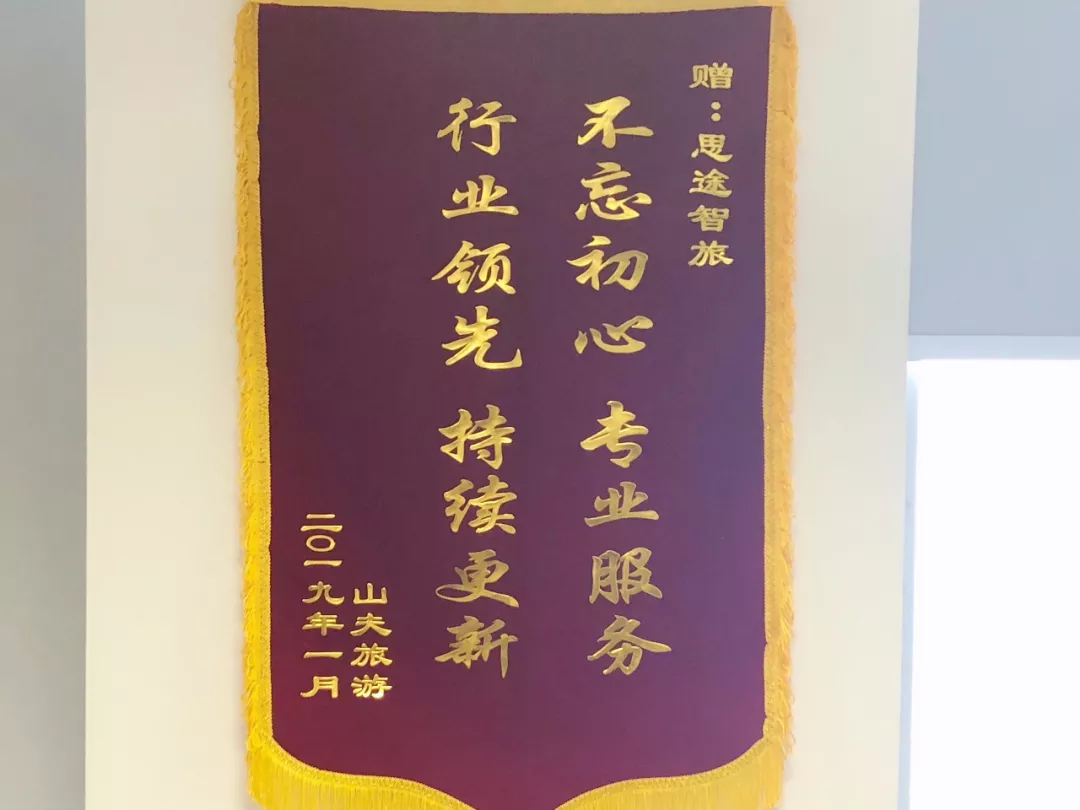 赠：思途智旅
不忘初心 专业服务
行业领先 持续更新
山夫旅游
二〇一九年一月